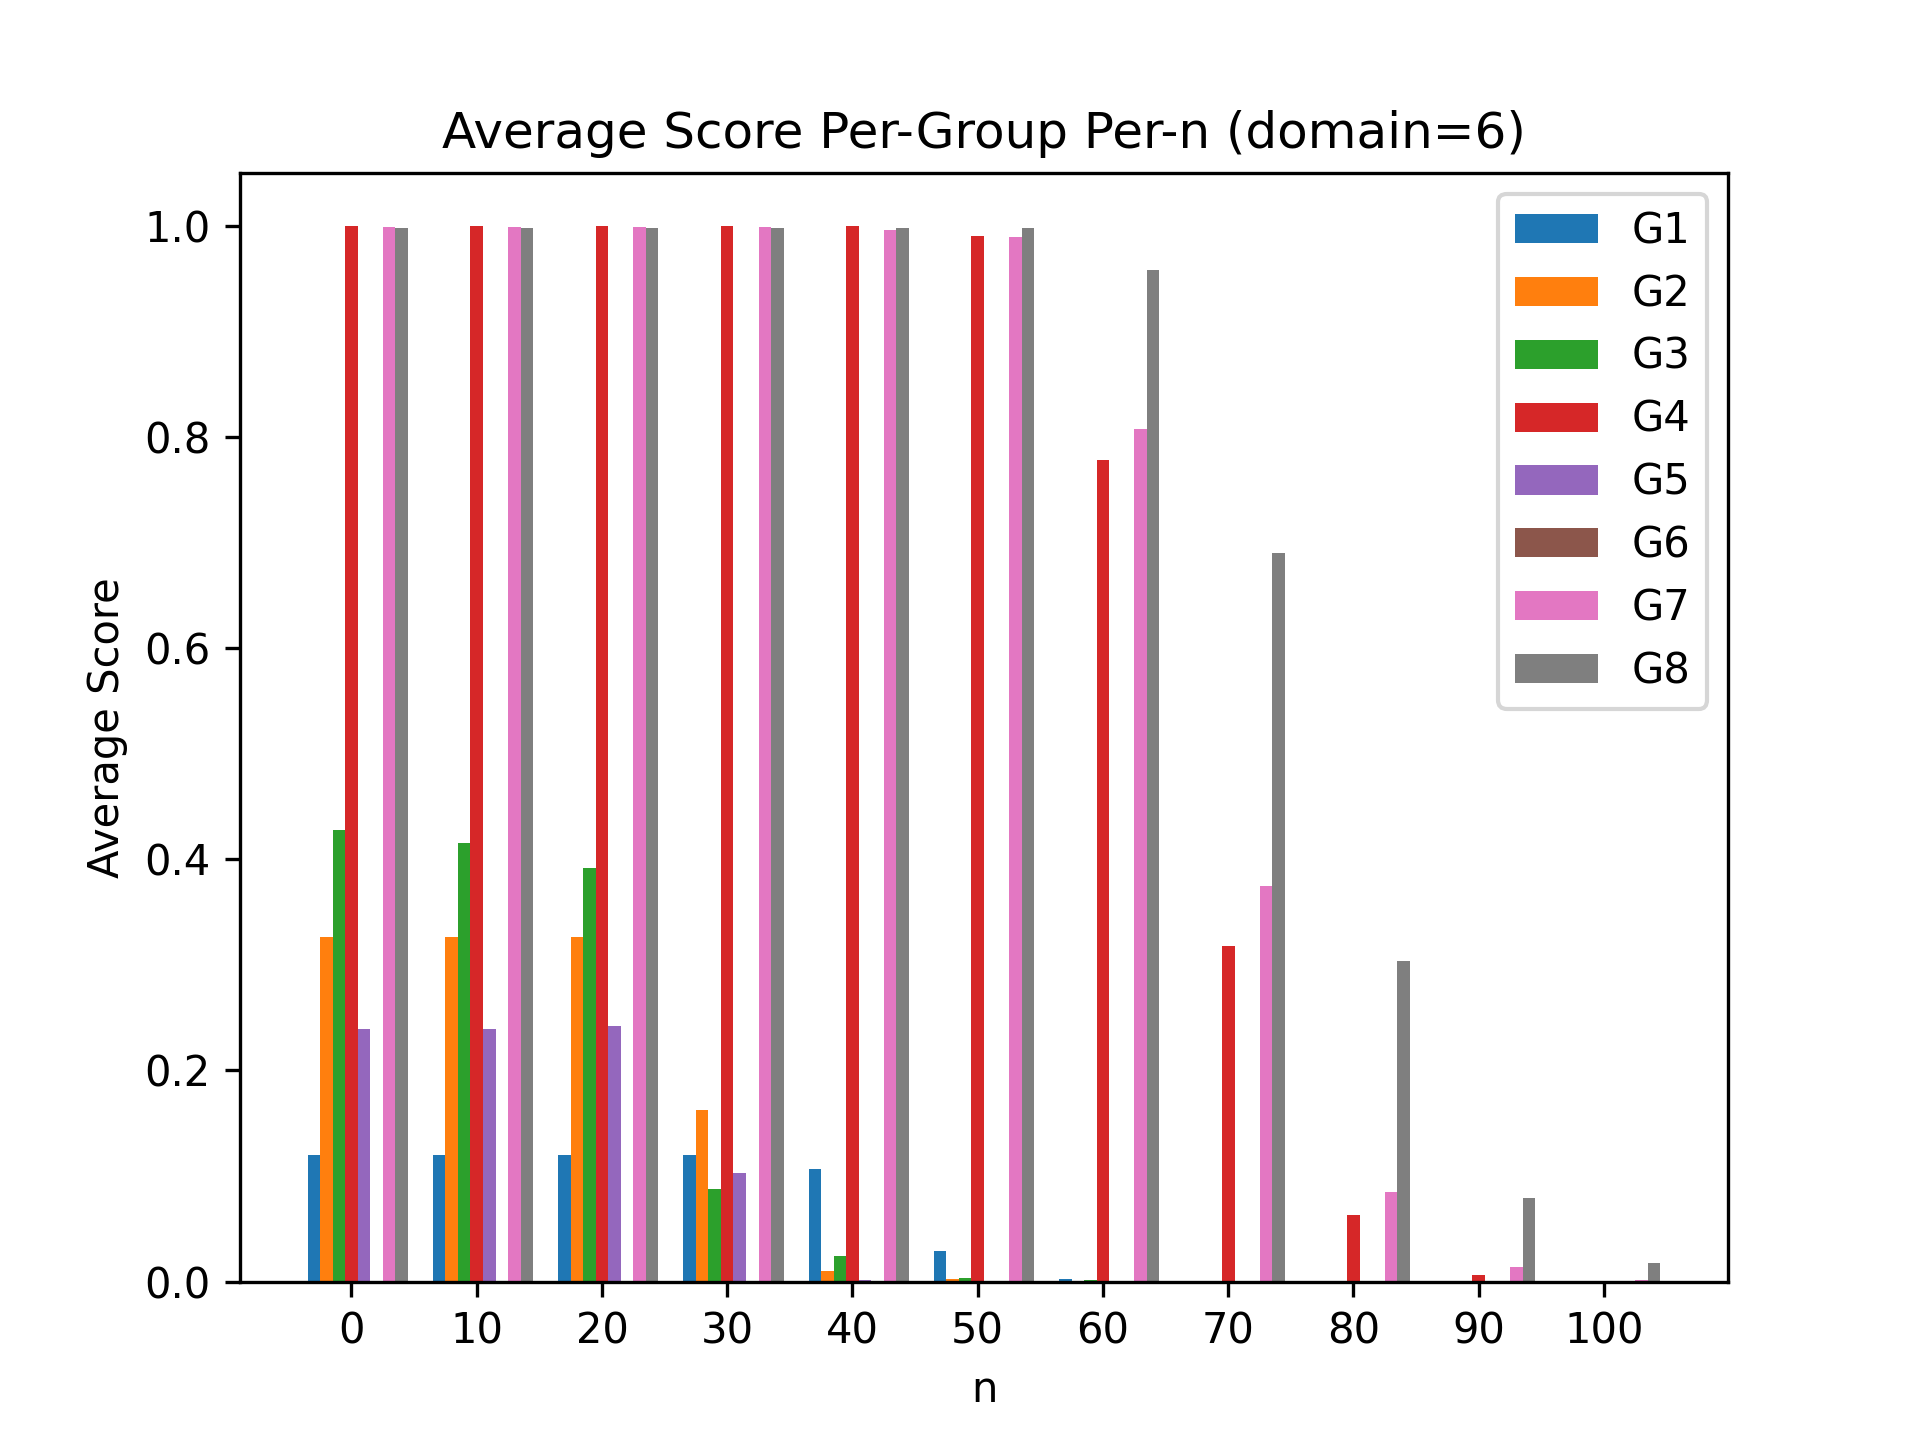 Average Score Per-Group Per-n (domain=6)
Average Score
1.0
0.8
0.6
0.4
0.2
0.0
0 10 20 30 40 50 60 70 80 90 100
n
G1
G2
G3
G4
G5
G6
G7
G8